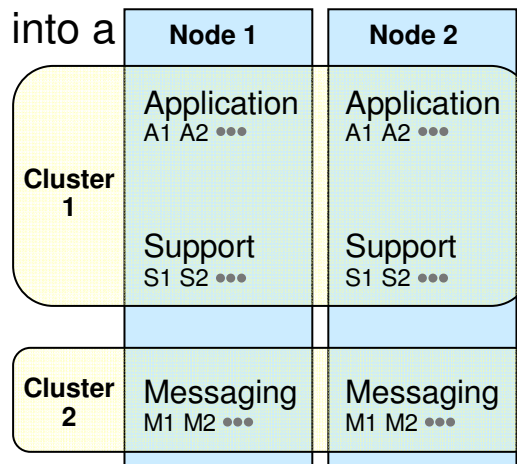 into a
Node 1
Node 2
Cluster
1
Application
A1 A2 •••
Application
A1 A2 •••
Support
S1 S2 •••
Support
S1 S2 •••
Cluster
2
Messaging
M1 M2 •••
Messaging
M1 M2 •••